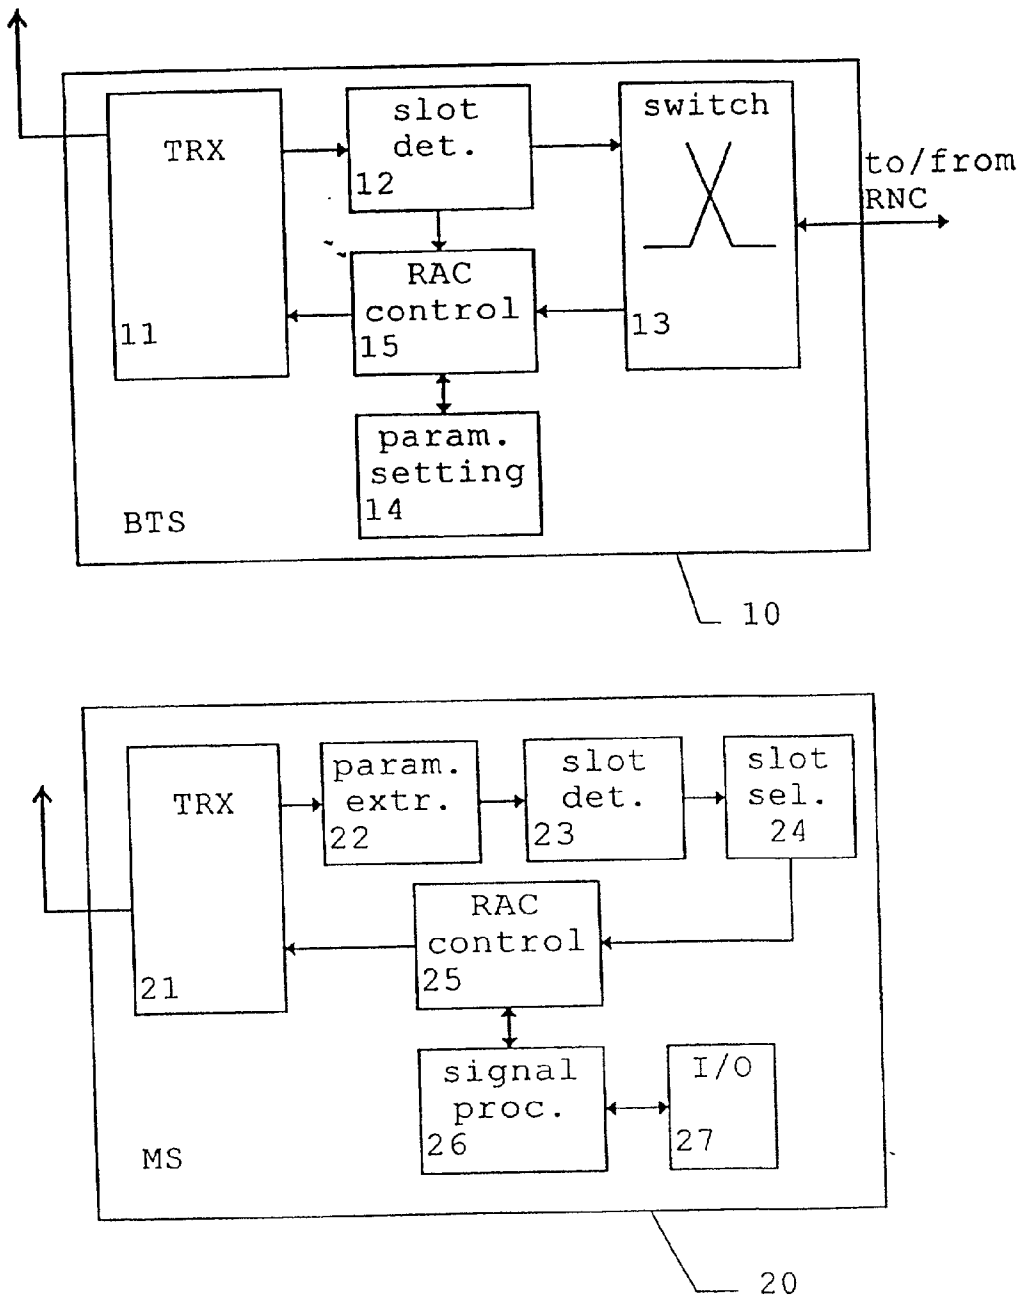 TRX
11
slot
det.
12
switch
13
to/from
RNC
RAC
control
15
param.
setting
14
BTS
10
TRX
21
param.
extr.
22
slot
det.
23
slot
sel.
24
RAC
control
25
signal
proc.
26
I/O
27
MS
20